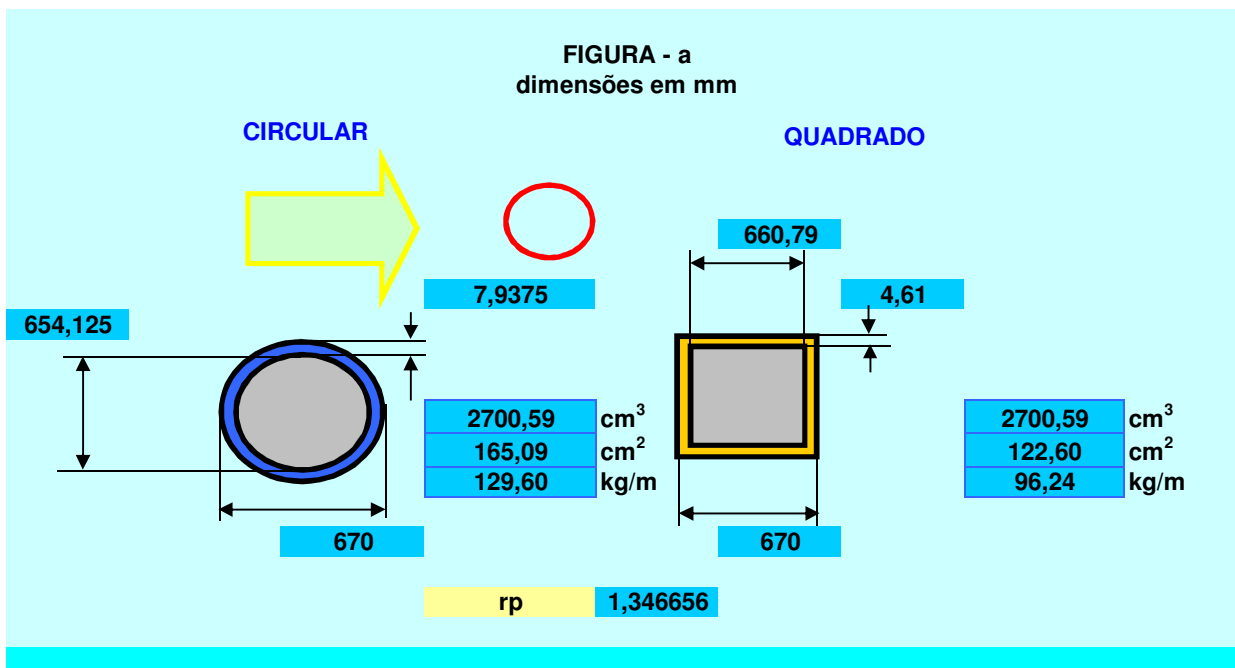 FIGURA - a
dimensões em mm
CIRCULAR
QUADRADO
660,79
7,9375
4,61
654,125
2700,59 cm³
165,09 cm²
129,60 kg/m
2700,59 cm³
122,60 cm²
96,24 kg/m
670
670
rp 1,346656